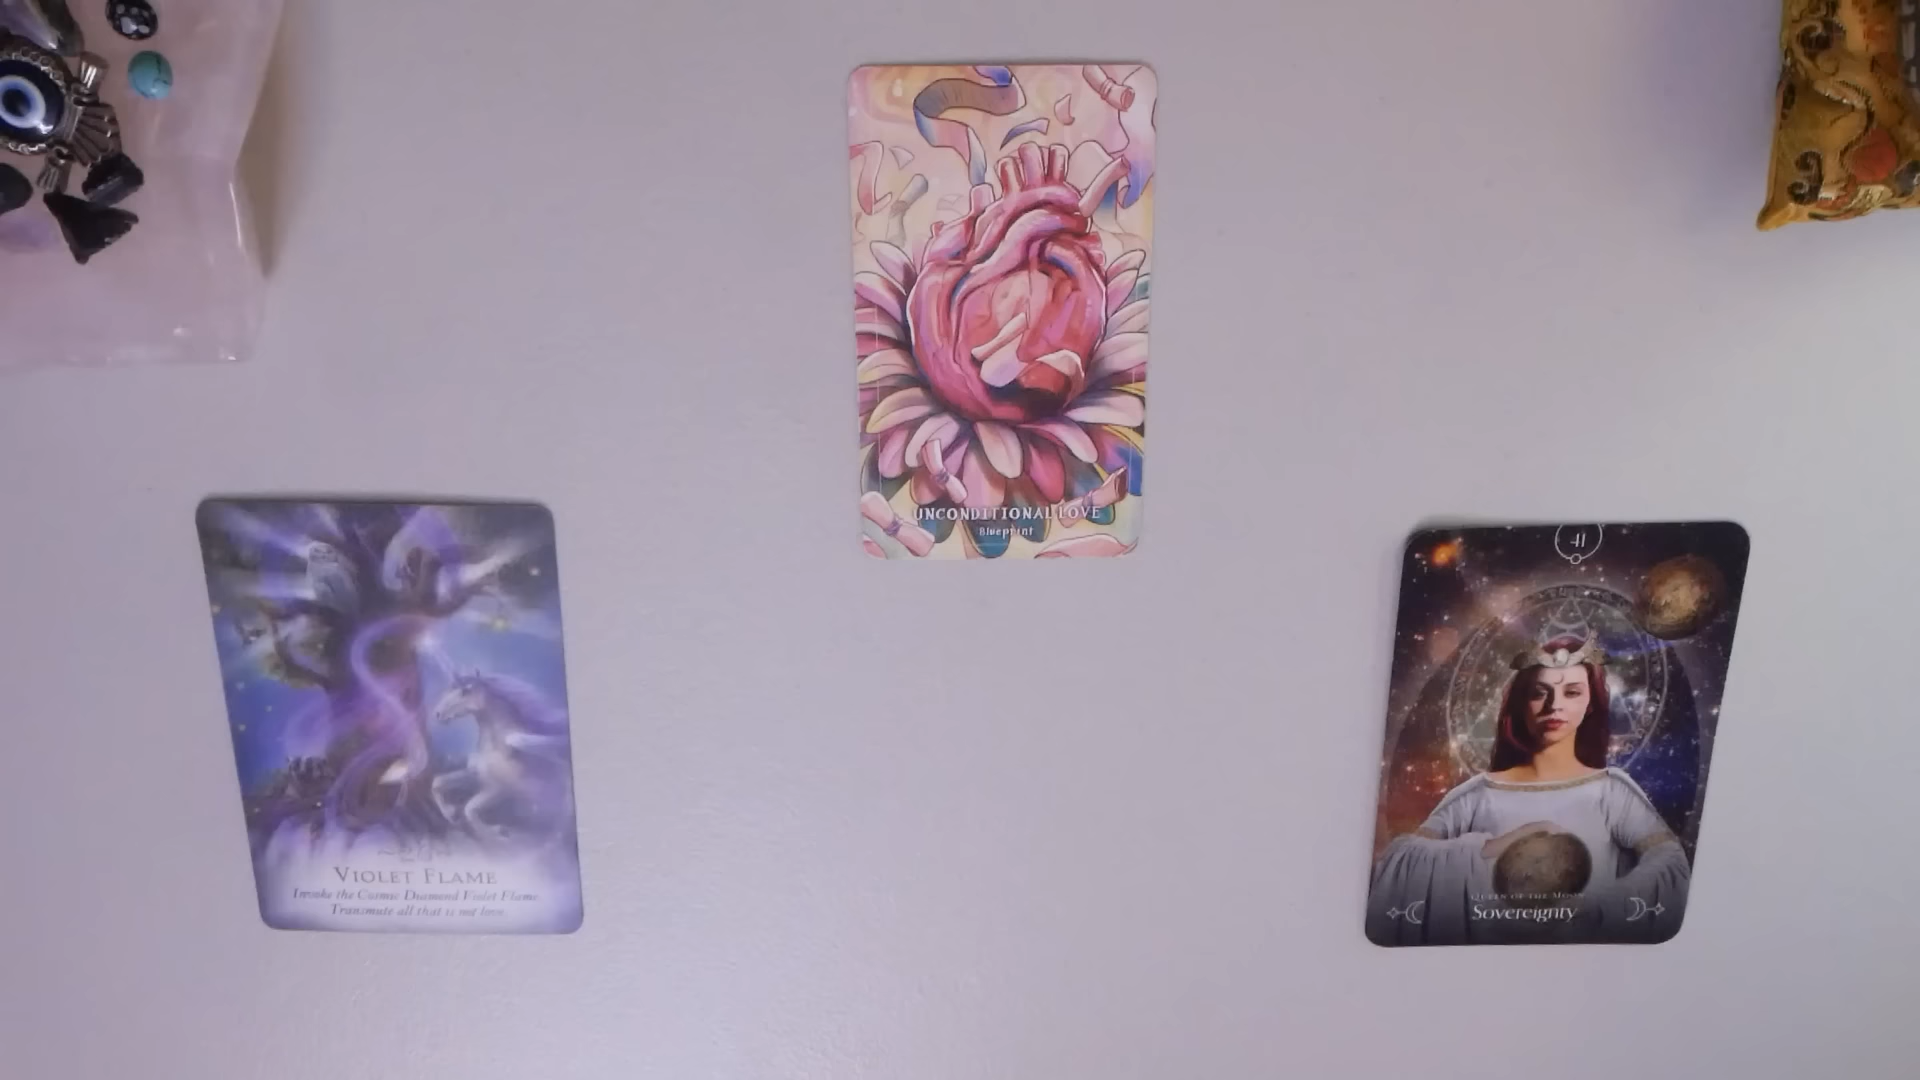 UNCONDITIONAL LOVE
Blueprint
VIOLET FLAME
Invoke the Cosmic Diamond Violet Flame
Transmute all that is not love.
41
QUEEN OF THE MOON
Sovereignty